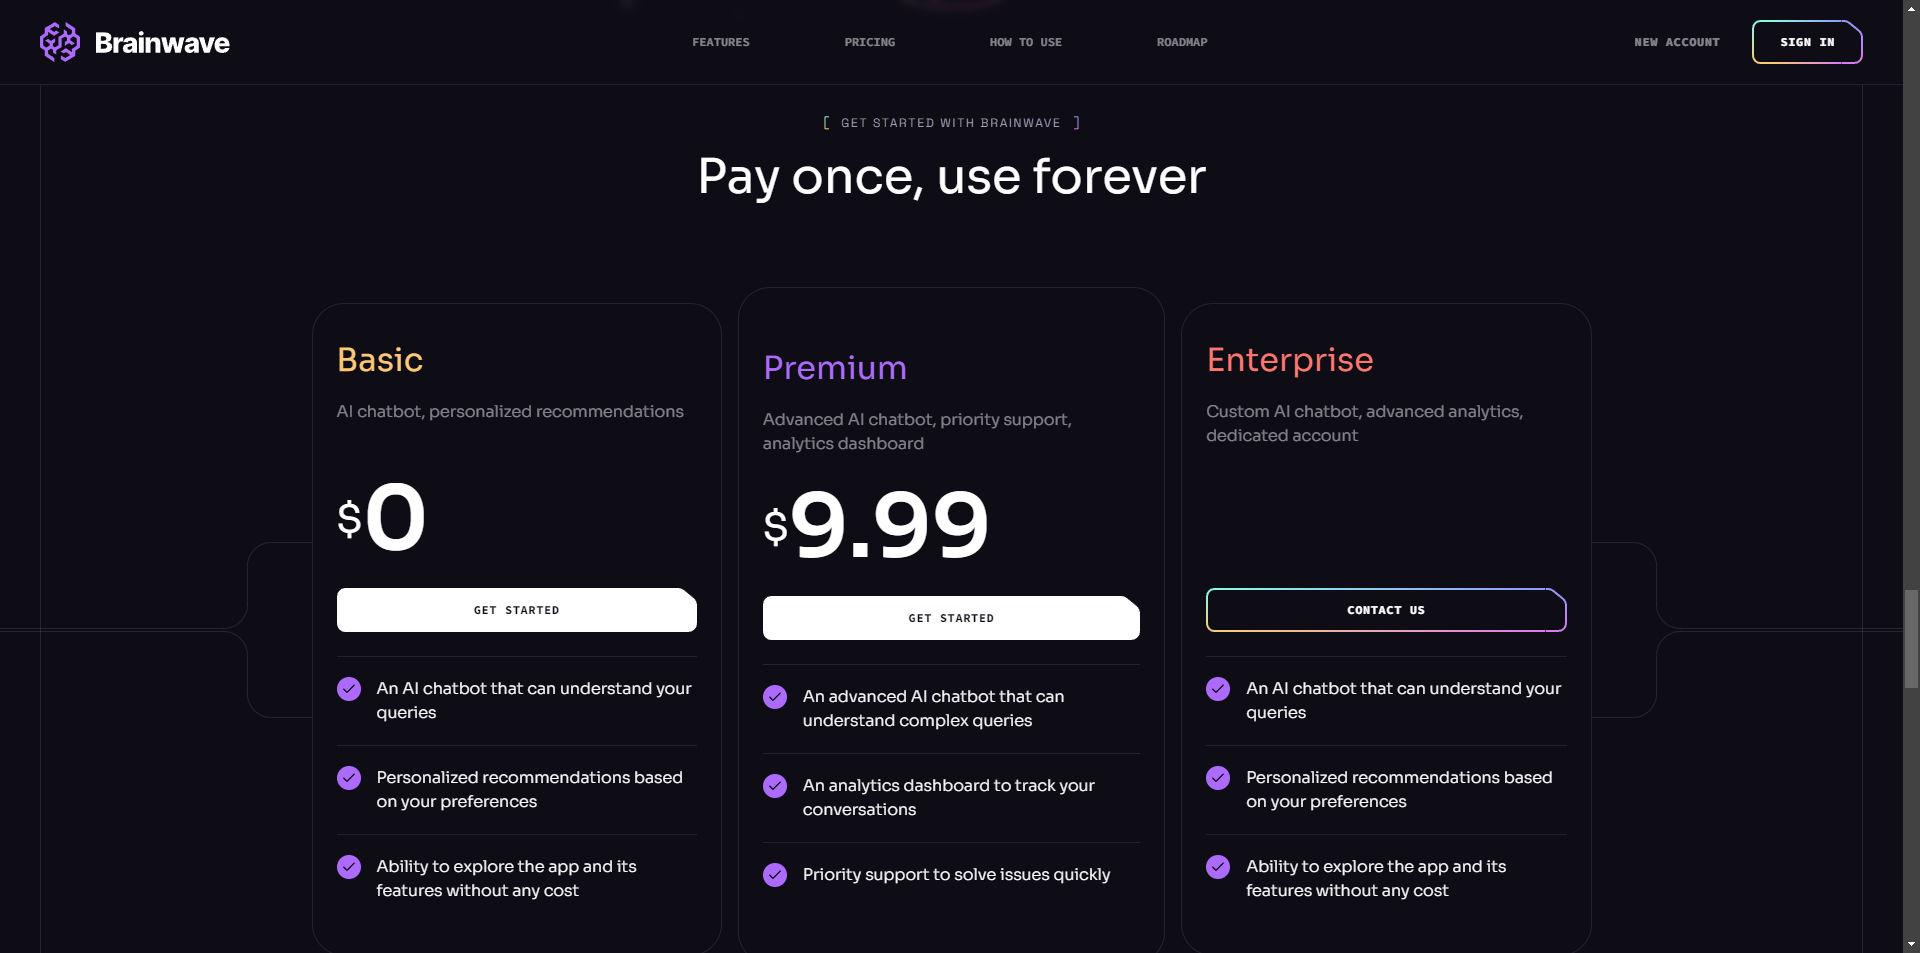 Brainwave
FEATURES
PRICING
HOW TO USE
ROADMAP
NEW ACCOUNT
SIGN IN
[ GET STARTED WITH BRAINWAVE ]
Pay once, use forever
Basic
AI chatbot, personalized recommendations
$0
GET STARTED
An AI chatbot that can understand your
queries
Personalized recommendations based
on your preferences
Ability to explore the app and its
features without any cost
Premium
Advanced AI chatbot, priority support,
analytics dashboard
$9.99
GET STARTED
An advanced AI chatbot that can
understand complex queries
An analytics dashboard to track your
conversations
Priority support to solve issues quickly
Enterprise
Custom AI chatbot, advanced analytics,
dedicated account
CONTACT US
An AI chatbot that can understand your
queries
Personalized recommendations based
on your preferences
Ability to explore the app and its
features without any cost